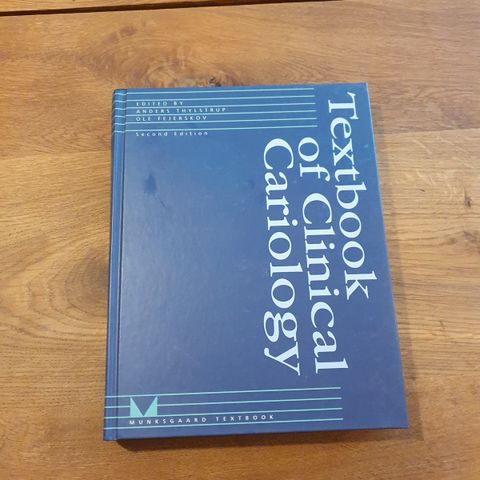 EDITED BY
ANDERS THYLSTRUP
OLE FEJERSKOV
Second Edition
Textbook
of Clinical
Cariology
MUNKSGAARD TEXTBOOK